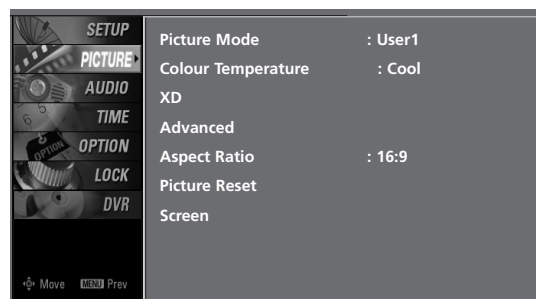 SETUP
PICTURE
AUDIO
TIME
OPTION
LOCK
DVR
Move MENU Prev
Picture Mode : User1
Colour Temperature : Cool
XD
Advanced
Aspect Ratio : 16:9
Picture Reset
Screen